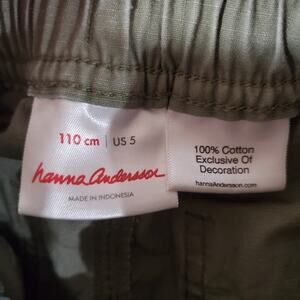 110 cm | US 5
hanna Andersson
MADE IN INDONESIA
100% Cotton
Exclusive Of
Decoration
hannaAndersson.com